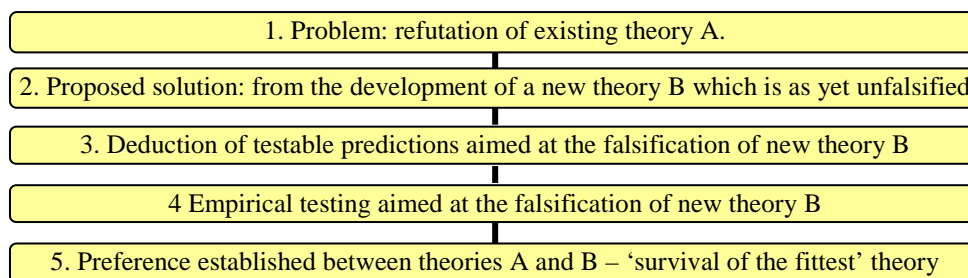 1. Problem: refutation of existing theory A.
2. Proposed solution: from the development of a new theory B which is as yet unfalsified
3. Deduction of testable predictions aimed at the falsification of new theory B
4 Empirical testing aimed at the falsification of new theory B
5. Preference established between theories A and B – ‘survival of the fittest’ theory